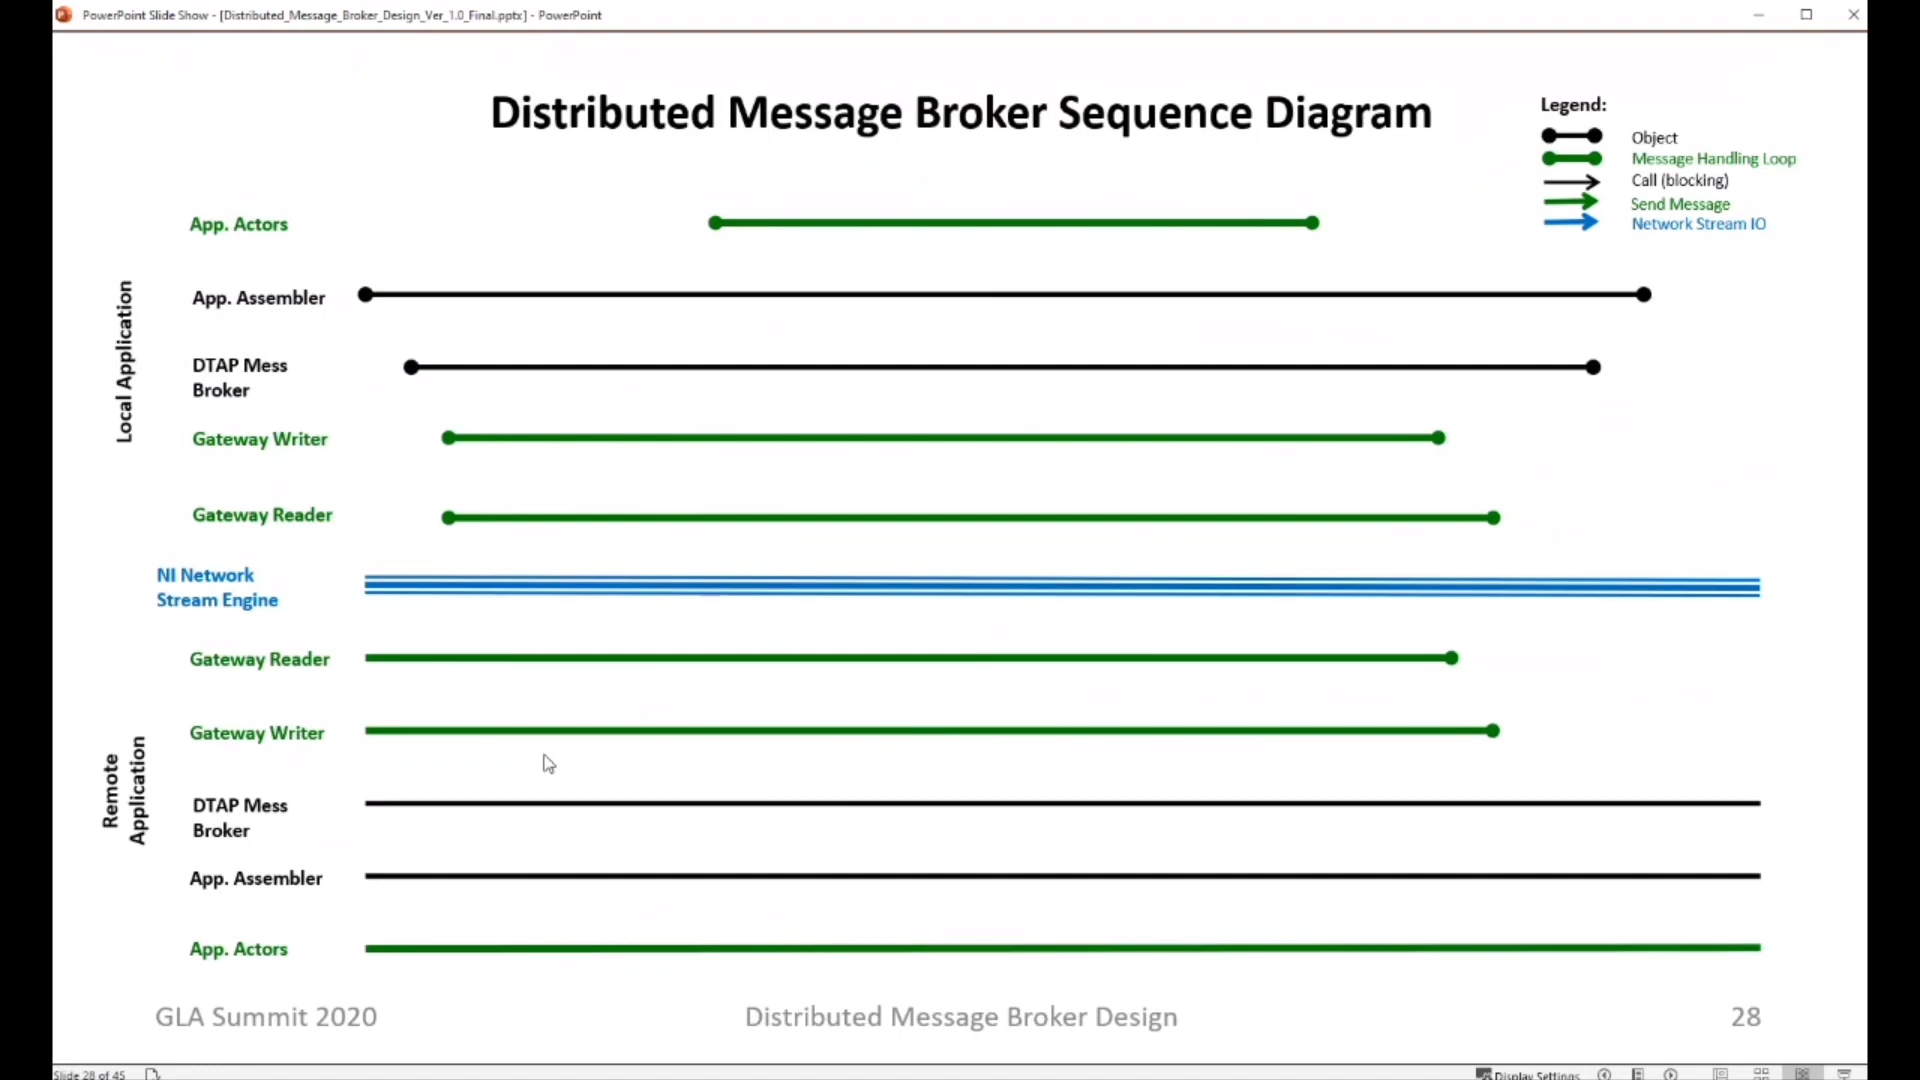 PowerPoint Slide Show - [Distributed_Message_Broker_Design_Ver_1.0_Final.pptx] - PowerPoint
Distributed Message Broker Sequence Diagram
Legend:
Object
Message Handling Loop
Call (blocking)
Send Message
Network Stream IO
Local Application
App. Actors
App. Assembler
DTAP Mess
Broker
Gateway Writer
Gateway Reader
NI Network
Stream Engine
Remote
Application
Gateway Reader
Gateway Writer
DTAP Mess
Broker
App. Assembler
App. Actors
GLA Summit 2020
Distributed Message Broker Design
28
Slide 28 of 45
Display Settings